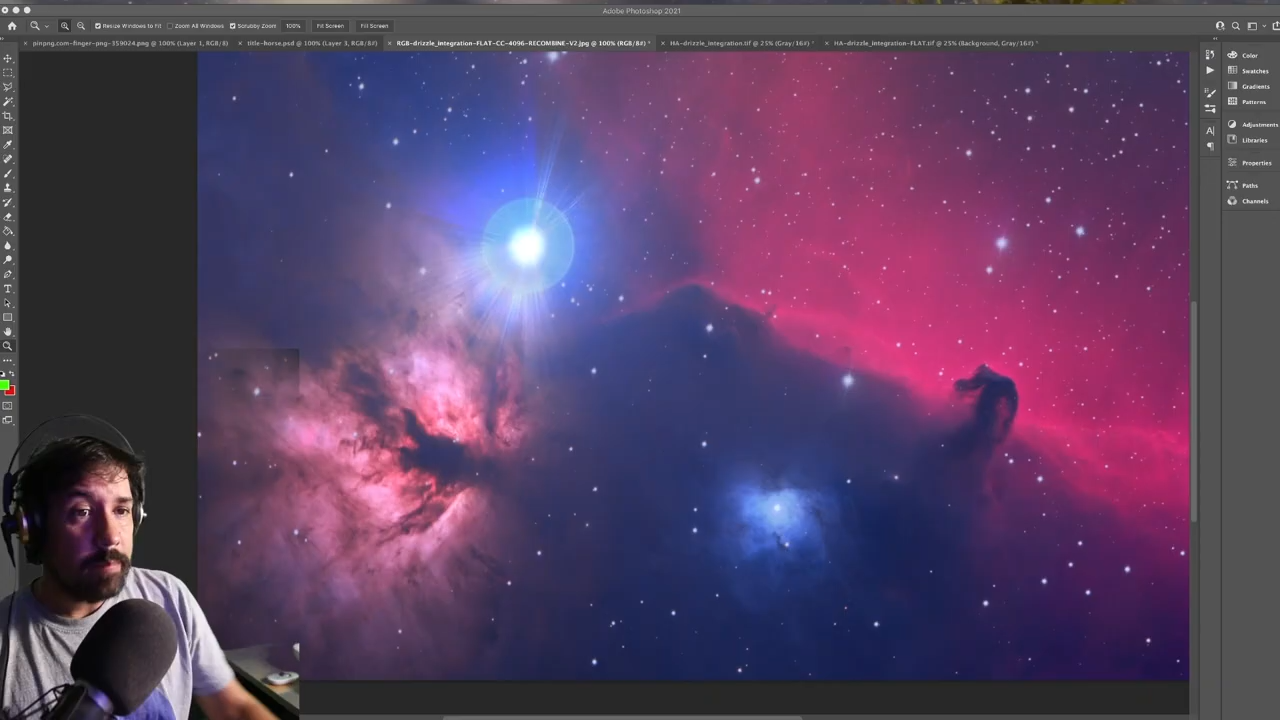 Adobe Photoshop 2021
Resize Windows to Fit Zoom All Windows Scrubby Zoom 100% Fit Screen Fill Screen
pinpng.com-finger-png-359024.png @ 100% (Layer 1, RGB/8) title-horse.psd @ 100% (Layer 3, RGB/8#) RGB-drizzle_integration-FLAT-CC-4096-RECOMBINE-V2.jpg @ 100% (RGB/8#) * HA-drizzle_integration.tif @ 25% (Gray/16#) * HA-drizzle_integration-FLAT.tif @ 25% (Background, Gray/16#) *
Color
Swatches
Gradients
Patterns
Adjustments
Libraries
Properties
Paths
Channels